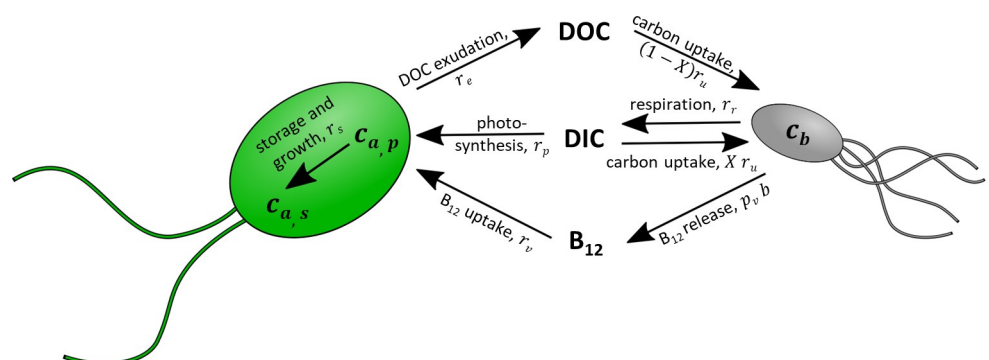 DOC exudation,
r_e
DOC
carbon uptake,
(1 − X)r_u
storage and
growth, r_s
c_a,p
c_a,s
photo-
synthesis, r_p
DIC
respiration, r_r
carbon uptake, X r_u
c_b
B₁₂ uptake, r_v
B₁₂
B₁₂ release, p_v b